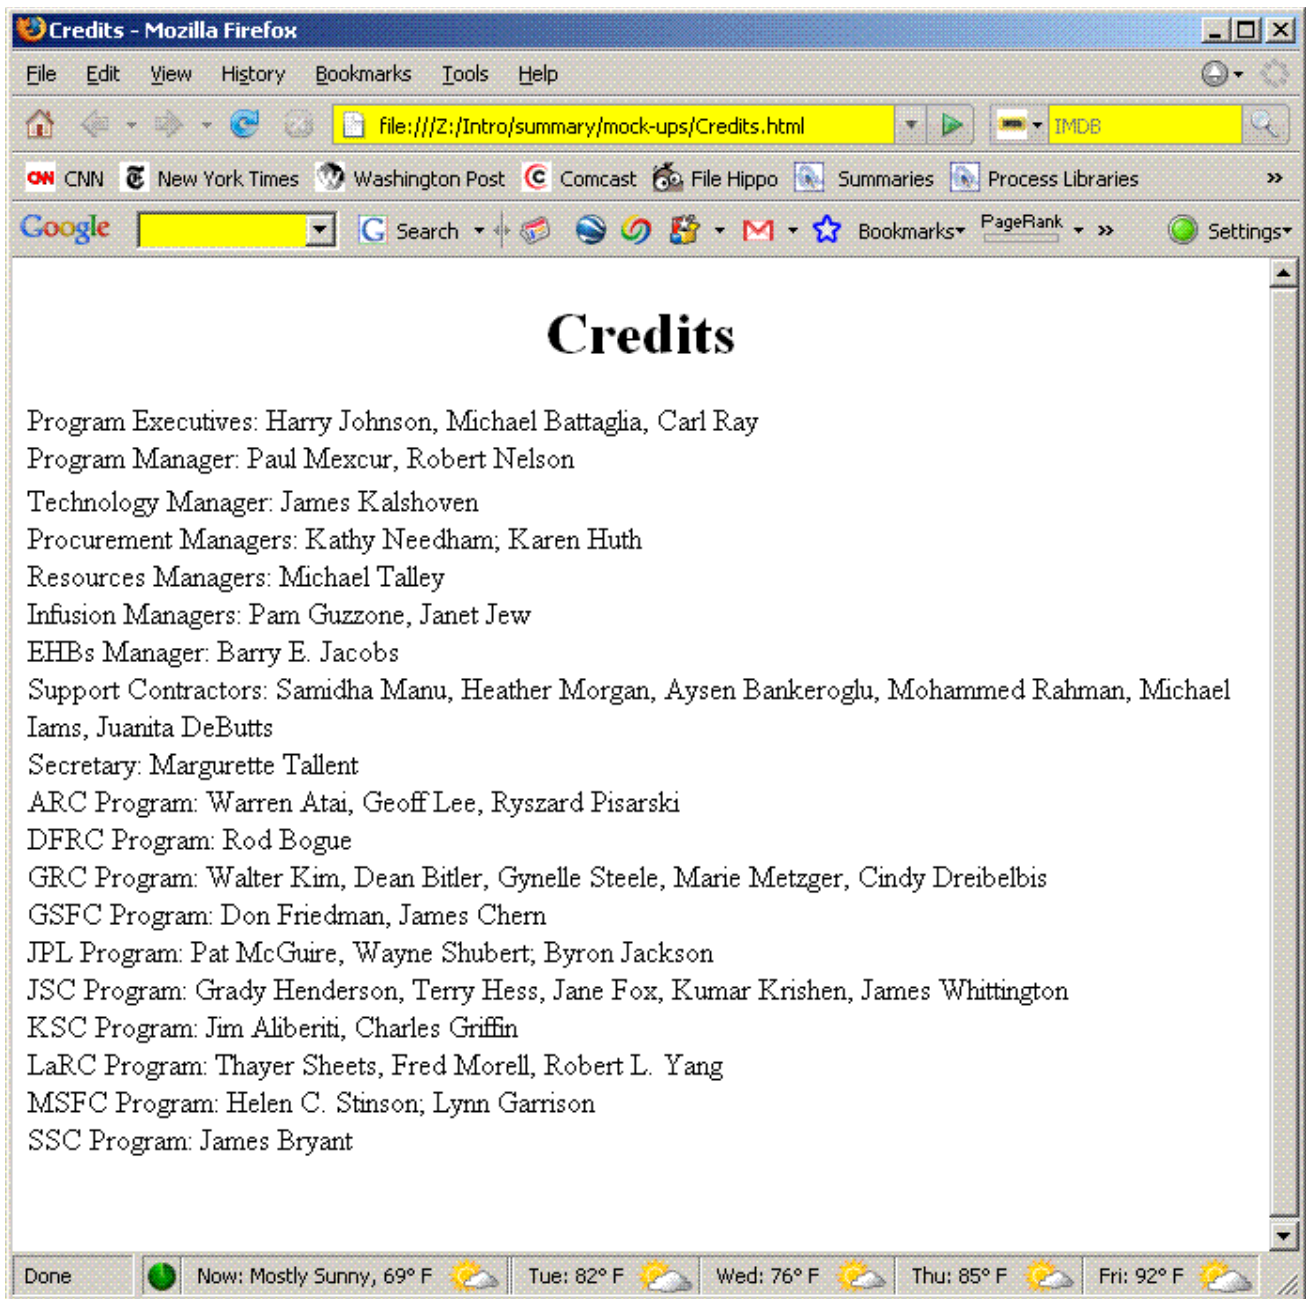 Credits - Mozilla Firefox
File Edit View History Bookmarks Tools Help
file:///Z:/Intro/summary/mock-ups/Credits.html IMDB
CNN CNN New York Times Washington Post Comcast File Hippo Summaries Process Libraries »
Google G Search Bookmarks PageRank » Settings
Credits
Program Executives: Harry Johnson, Michael Battaglia, Carl Ray
Program Manager: Paul Mexcur, Robert Nelson
Technology Manager: James Kalshoven
Procurement Managers: Kathy Needham; Karen Huth
Resources Managers: Michael Talley
Infusion Managers: Pam Guzzone, Janet Jew
EHBs Manager: Barry E. Jacobs
Support Contractors: Samidha Manu, Heather Morgan, Aysen Bankeroglu, Mohammed Rahman, Michael
Iams, Juanita DeButts
Secretary: Margurette Tallent
ARC Program: Warren Atai, Geoff Lee, Ryszard Pisarski
DFRC Program: Rod Bogue
GRC Program: Walter Kim, Dean Bitler, Gynelle Steele, Marie Metzger, Cindy Dreibelbis
GSFC Program: Don Friedman, James Chern
JPL Program: Pat McGuire, Wayne Shubert; Byron Jackson
JSC Program: Grady Henderson, Terry Hess, Jane Fox, Kumar Krishen, James Whittington
KSC Program: Jim Aliberiti, Charles Griffin
LaRC Program: Thayer Sheets, Fred Morell, Robert L. Yang
MSFC Program: Helen C. Stinson; Lynn Garrison
SSC Program: James Bryant
Done Now: Mostly Sunny, 69° F Tue: 82° F Wed: 76° F Thu: 85° F Fri: 92° F